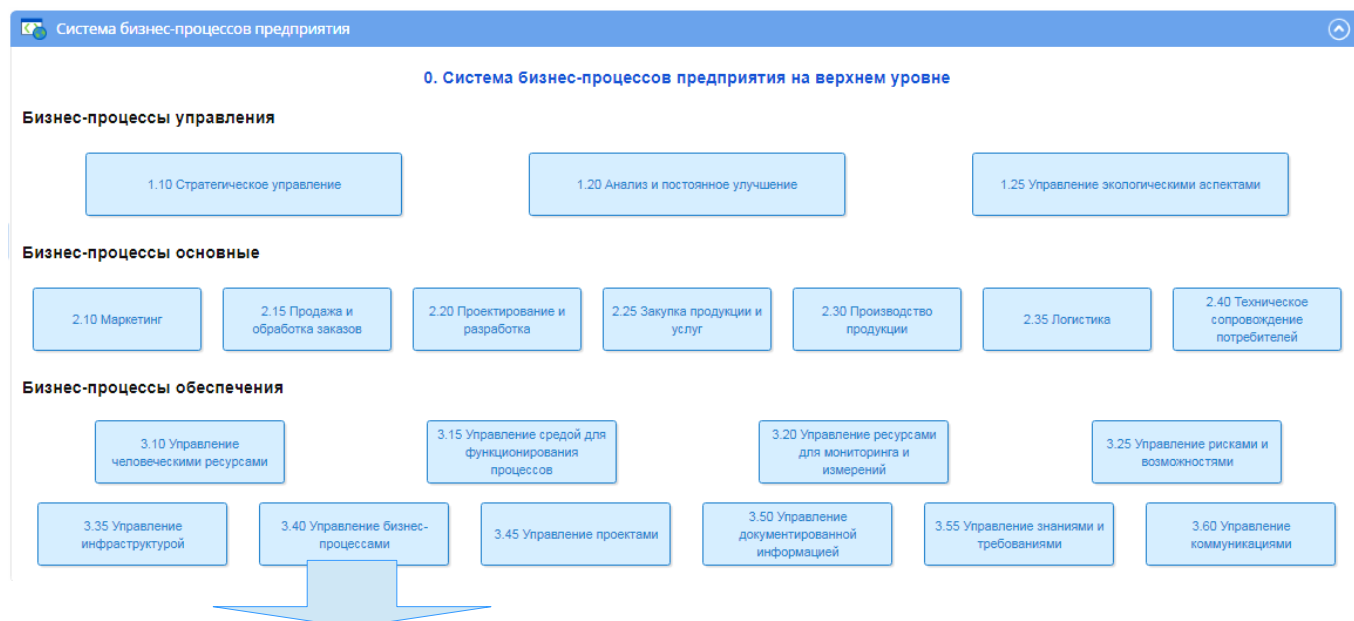 Система бизнес-процессов предприятия
0. Система бизнес-процессов предприятия на верхнем уровне
Бизнес-процессы управления
1.10 Стратегическое управление
1.20 Анализ и постоянное улучшение
1.25 Управление экологическими аспектами
Бизнес-процессы основные
2.10 Маркетинг
2.15 Продажа и
обработка заказов
2.20 Проектирование и
разработка
2.25 Закупка продукции и
услуг
2.30 Производство
продукции
2.35 Логистика
2.40 Техническое
сопровождение
потребителей
Бизнес-процессы обеспечения
3.10 Управление
человеческими ресурсами
3.15 Управление средой для
функционирования
процессов
3.20 Управление ресурсами
для мониторинга и
измерений
3.25 Управление рисками и
возможностями
3.35 Управление
инфраструктурой
3.40 Управление бизнес-
процессами
3.45 Управление проектами
3.50 Управление
документированной
информацией
3.55 Управление знаниями и
требованиями
3.60 Управление
коммуникациями